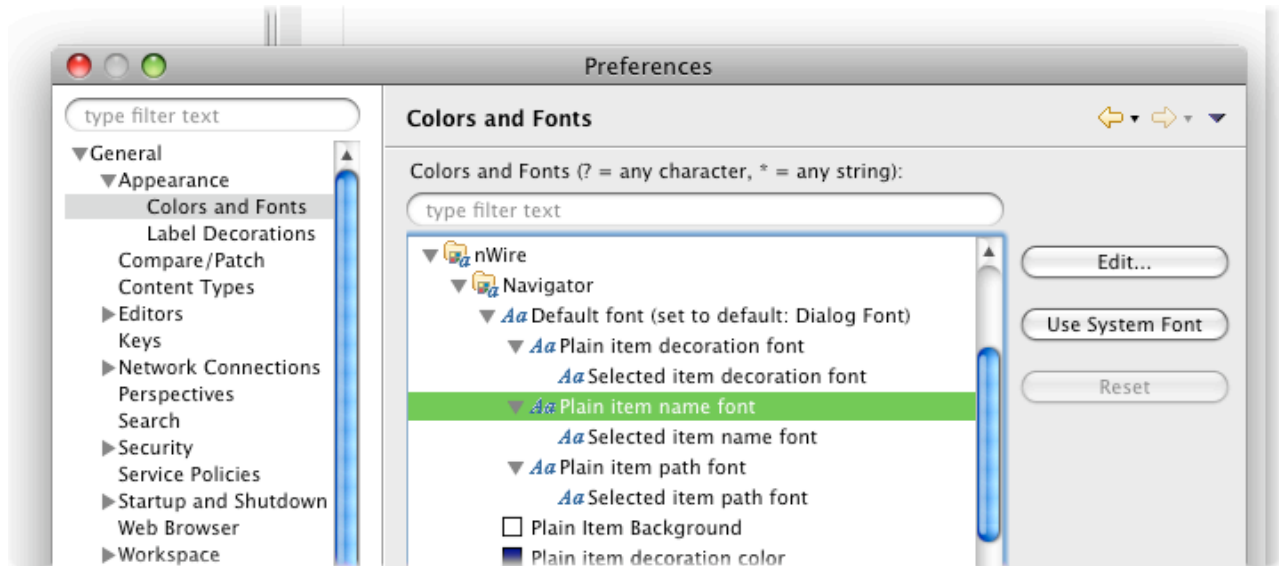 Preferences
type filter text
General
Appearance
Colors and Fonts
Label Decorations
Compare/Patch
Content Types
Editors
Keys
Network Connections
Perspectives
Search
Security
Service Policies
Startup and Shutdown
Web Browser
Workspace
Colors and Fonts
Colors and Fonts (? = any character, * = any string):
type filter text
nWire
Navigator
Aa Default font (set to default: Dialog Font)
Aa Plain item decoration font
Aa Selected item decoration font
Aa Plain item name font
Aa Selected item name font
Aa Plain item path font
Aa Selected item path font
Plain Item Background
Plain item decoration color
Edit...
Use System Font
Reset